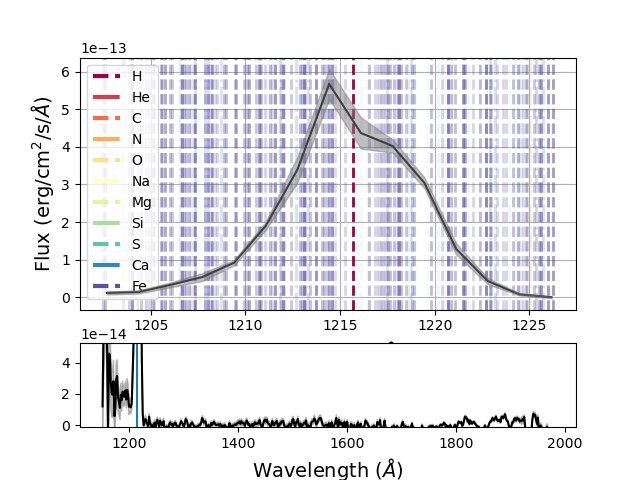 1e−13
Flux (erg/cm²/s/Å)
6
5
4
3
2
1
0
H
He
C
N
O
Na
Mg
Si
S
Ca
Fe
1205 1210 1215 1220 1225
1e−14
4
2
0
1200 1400 1600 1800 2000
Wavelength (Å)